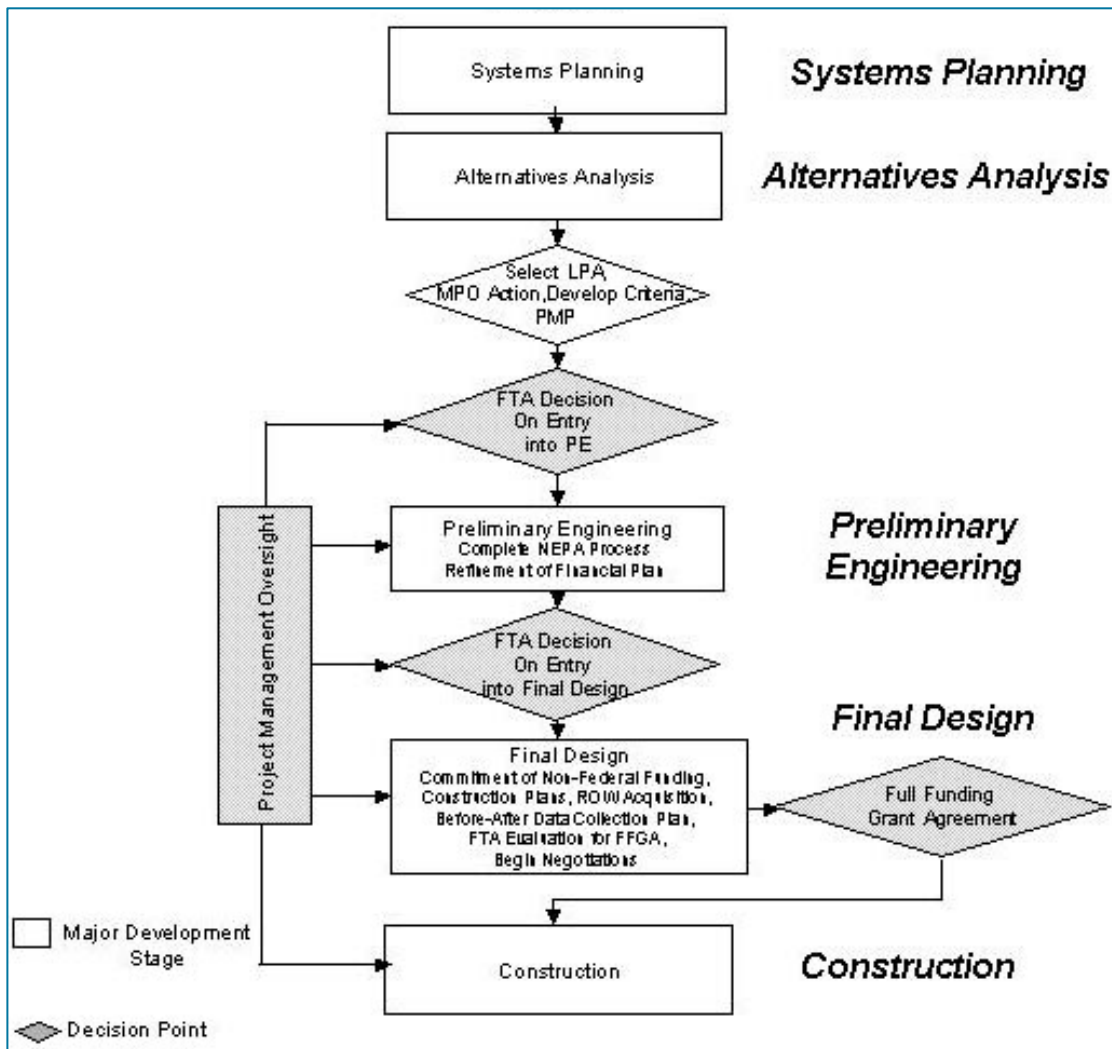 Systems Planning
Systems Planning
Alternatives Analysis
Alternatives Analysis
Select LPA,
MPO Action,Develop Criteria,
PMP
FTA Decision
On Entry
into PE
Project Management Oversight
Preliminary Engineering
Complete NEPA Process
Refinement of Financial Plan
Preliminary
Engineering
FTA Decision
On Entry
into Final Design
Final Design
Final Design
Commitment of Non-Federal Funding,
Construction Plans, ROW Acquisition,
Before-After Data Collection Plan,
FTA Evaluation for FFGA,
Begin Negottations
Full Funding
Grant Agreement
Major Development
Stage
Construction
Construction
Decision Point